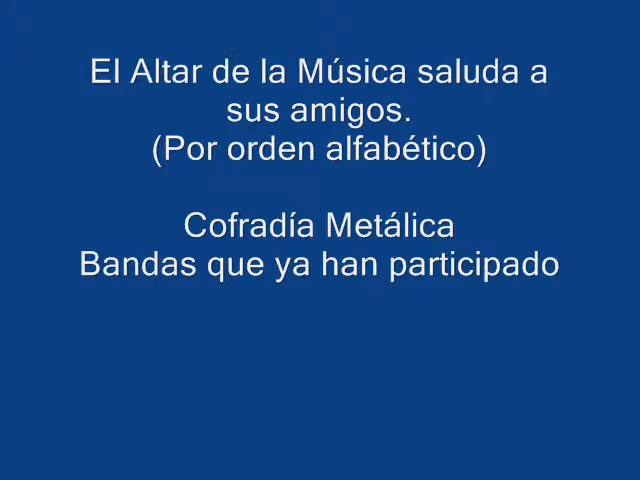 El Altar de la Música saluda a
sus amigos.
(Por orden alfabético)
Cofradía Metálica
Bandas que ya han participado